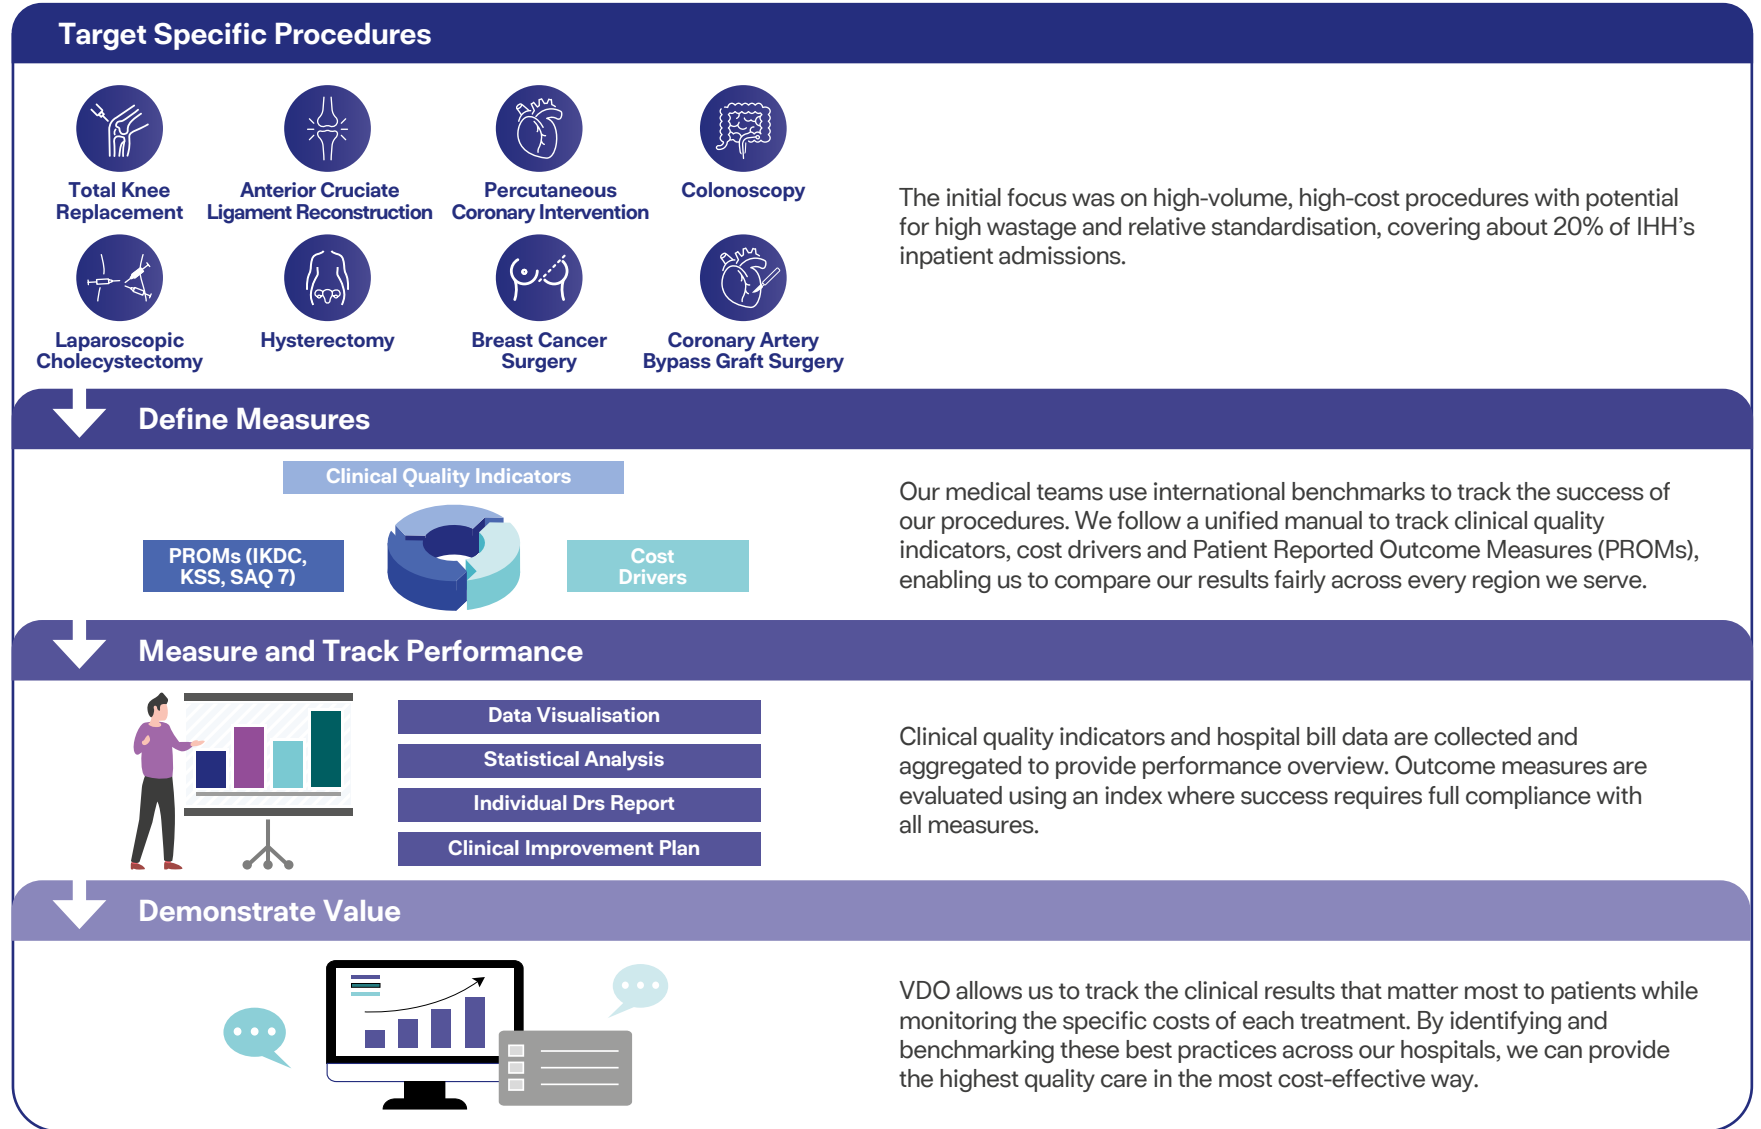 Target Specific Procedures
Total Knee
Replacement
Anterior Cruciate
Ligament Reconstruction
Percutaneous
Coronary Intervention
Colonoscopy
Laparoscopic
Cholecystectomy
Hysterectomy
Breast Cancer
Surgery
Coronary Artery
Bypass Graft Surgery
The initial focus was on high-volume, high-cost procedures with potential
for high wastage and relative standardisation, covering about 20% of IHH's
inpatient admissions.
Define Measures
Clinical Quality Indicators
PROMs (IKDC,
KSS, SAQ 7)
Cost
Drivers
Our medical teams use international benchmarks to track the success of
our procedures. We follow a unified manual to track clinical quality
indicators, cost drivers and Patient Reported Outcome Measures (PROMs),
enabling us to compare our results fairly across every region we serve.
Measure and Track Performance
Data Visualisation
Statistical Analysis
Individual Drs Report
Clinical Improvement Plan
Clinical quality indicators and hospital bill data are collected and
aggregated to provide performance overview. Outcome measures are
evaluated using an index where success requires full compliance with
all measures.
Demonstrate Value
VDO allows us to track the clinical results that matter most to patients while
monitoring the specific costs of each treatment. By identifying and
benchmarking these best practices across our hospitals, we can provide
the highest quality care in the most cost-effective way.